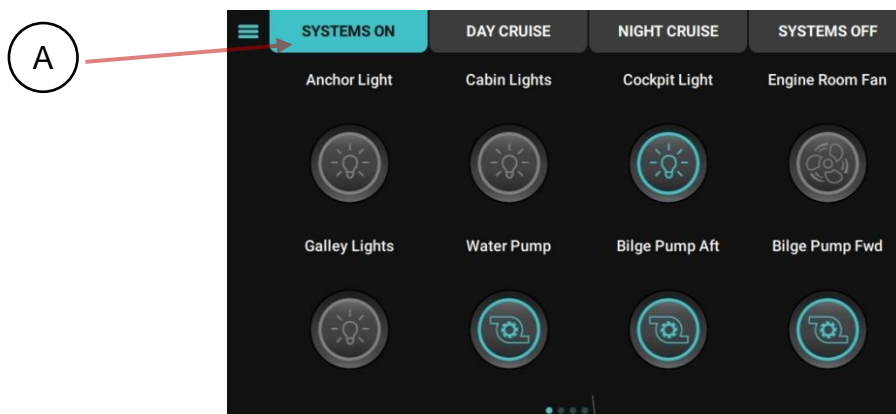 A
SYSTEMS ON DAY CRUISE NIGHT CRUISE SYSTEMS OFF
Anchor Light Cabin Lights Cockpit Light Engine Room Fan
Galley Lights Water Pump Bilge Pump Aft Bilge Pump Fwd